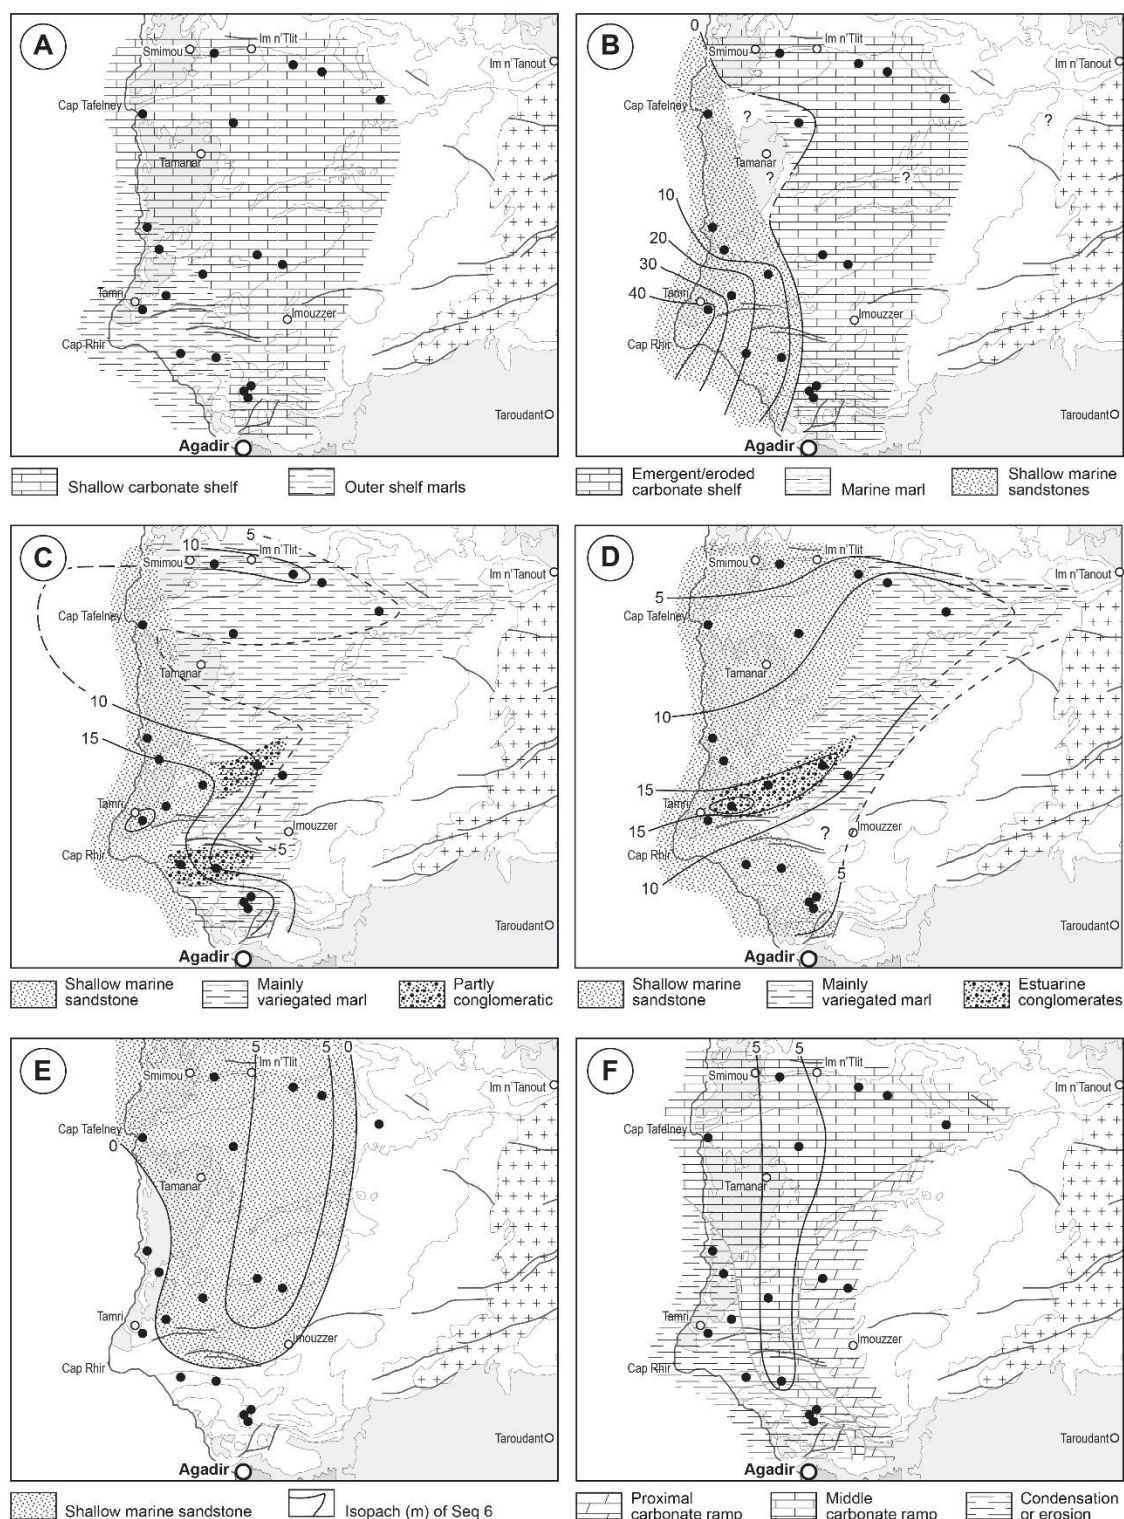 A
Smimou
Im n'Tlit
Im n'Tanout
Cap Tafelney
Tamanar
Tamri
Imouzzer
Cap Rhir
Taroudant
Agadir
Shallow carbonate shelf
Outer shelf marls
B
0
Smimou
Im n'Tlit
Im n'Tanout
Cap Tafelney
?
?
Tamanar
?
?
10
20
30
Tamri
40
Imouzzer
Cap Rhir
Taroudant
Agadir
Emergent/eroded
carbonate shelf
Marine marl
Shallow marine
sandstones
C
5
10
Im n'Tlit
Smimou
Im n'Tanout
Cap Tafelney
Tamanar
10
15
Tamri
Imouzzer
5
Cap Rhir
Taroudant
Agadir
Shallow marine
sandstone
Mainly
variegated marl
Partly
conglomeratic
D
Smimou
Im n'Tlit
Im n'Tanout
5
Cap Tafelney
Tamanar
10
15
Tamri
15
?
Imouzzer
Cap Rhir
5
10
Taroudant
Agadir
Shallow marine
sandstone
Mainly
variegated marl
Estuarine
conglomerates
E
5
5
0
Im n'Tlit
Smimou
Im n'Tanout
Cap Tafelney
0
Tamanar
Tamri
Imouzzer
Cap Rhir
Taroudant
Agadir
Shallow marine sandstone
Isopach (m) of Seq 6
F
5
5
Im n'Tlit
Smimou
Im n'Tanout
Cap Tafelney
Tamanar
Tamri
Imouzzer
Cap Rhir
Taroudant
Agadir
Proximal
carbonate ramp
Middle
carbonate ramp
Condensation
or erosion